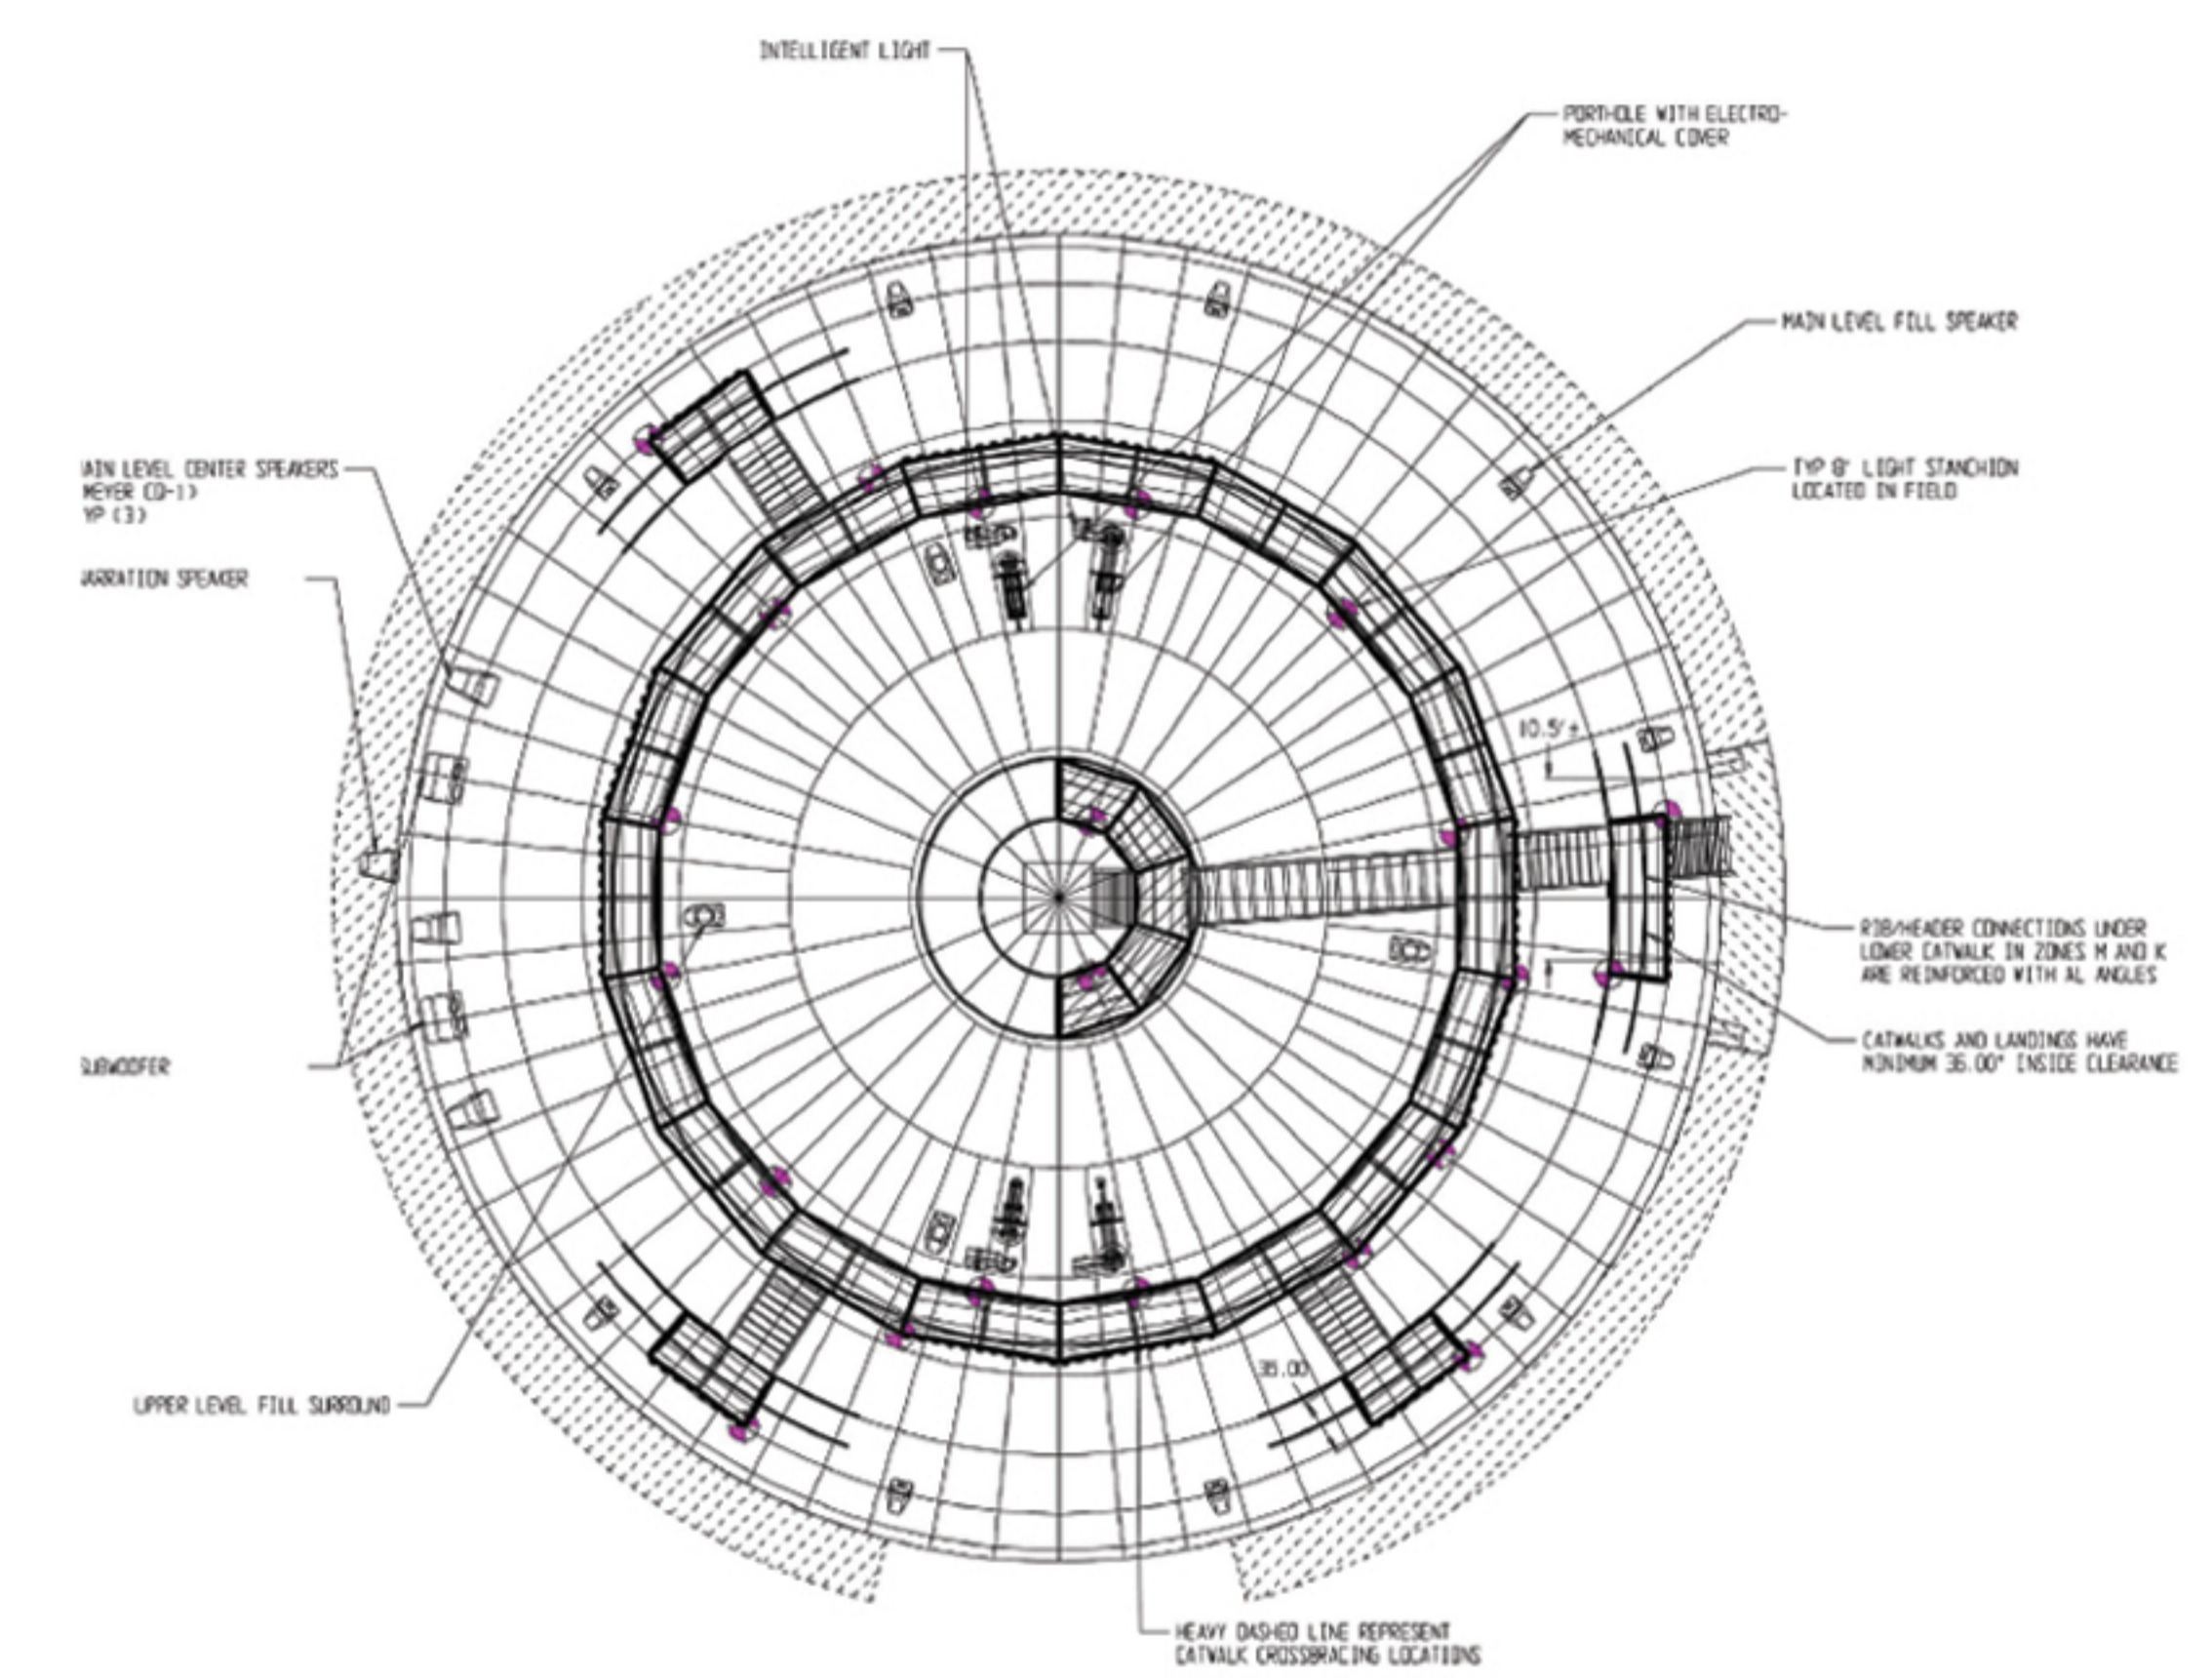 INTELLIGENT LIGHT
PORTHOLE WITH ELECTRO-
MECHANICAL COVER
MAIN LEVEL FILL SPEAKER
TYP 8' LIGHT STANCHION
LOCATED IN FIELD
AIN LEVEL CENTER SPEAKERS
MEYER (Q-1)
YP (3)
NARRATION SPEAKER
10.5'±
RIB/HEADER CONNECTIONS UNDER
LOWER CATWALK IN ZONES M AND K
ARE REINFORCED WITH AL ANGLES
CATWALKS AND LANDINGS HAVE
MINIMUM 36.00" INSIDE CLEARANCE
SUBWOOFER
36.00
UPPER LEVEL FILL SURROUND
HEAVY DASHED LINE REPRESENT
CATWALK CROSSBRACING LOCATIONS